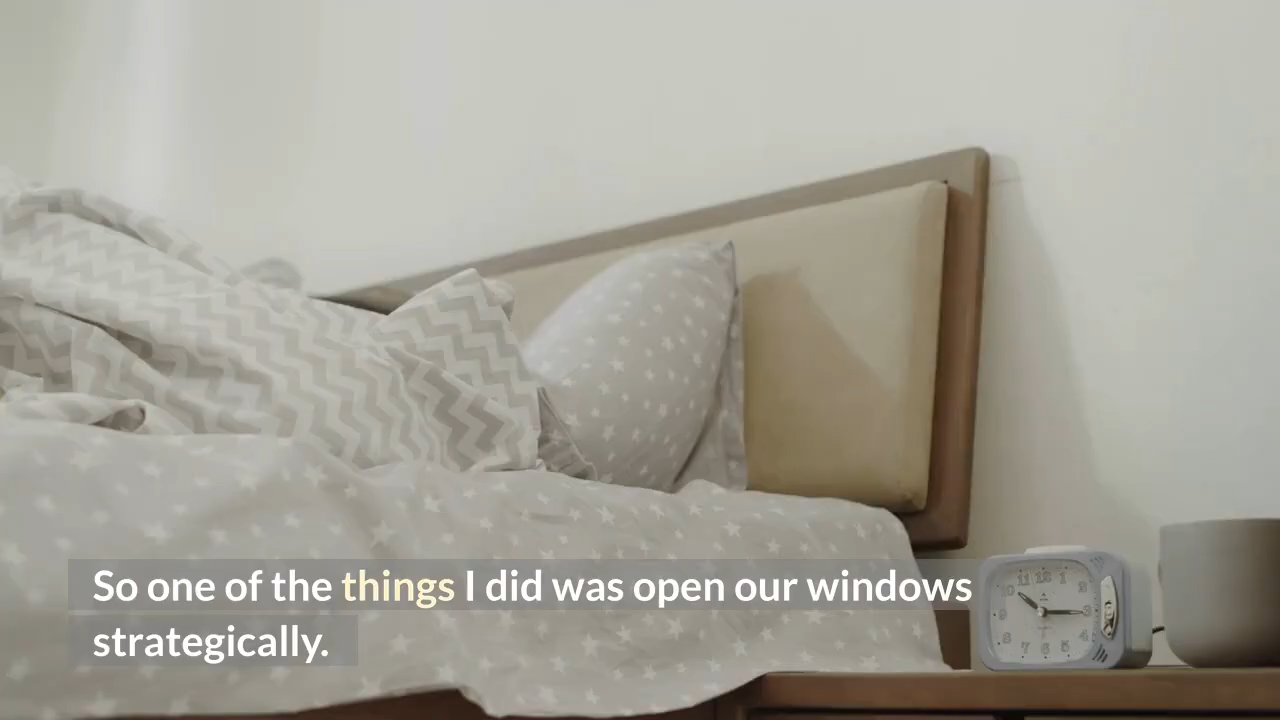 So one of the things I did was open our windows
strategically.